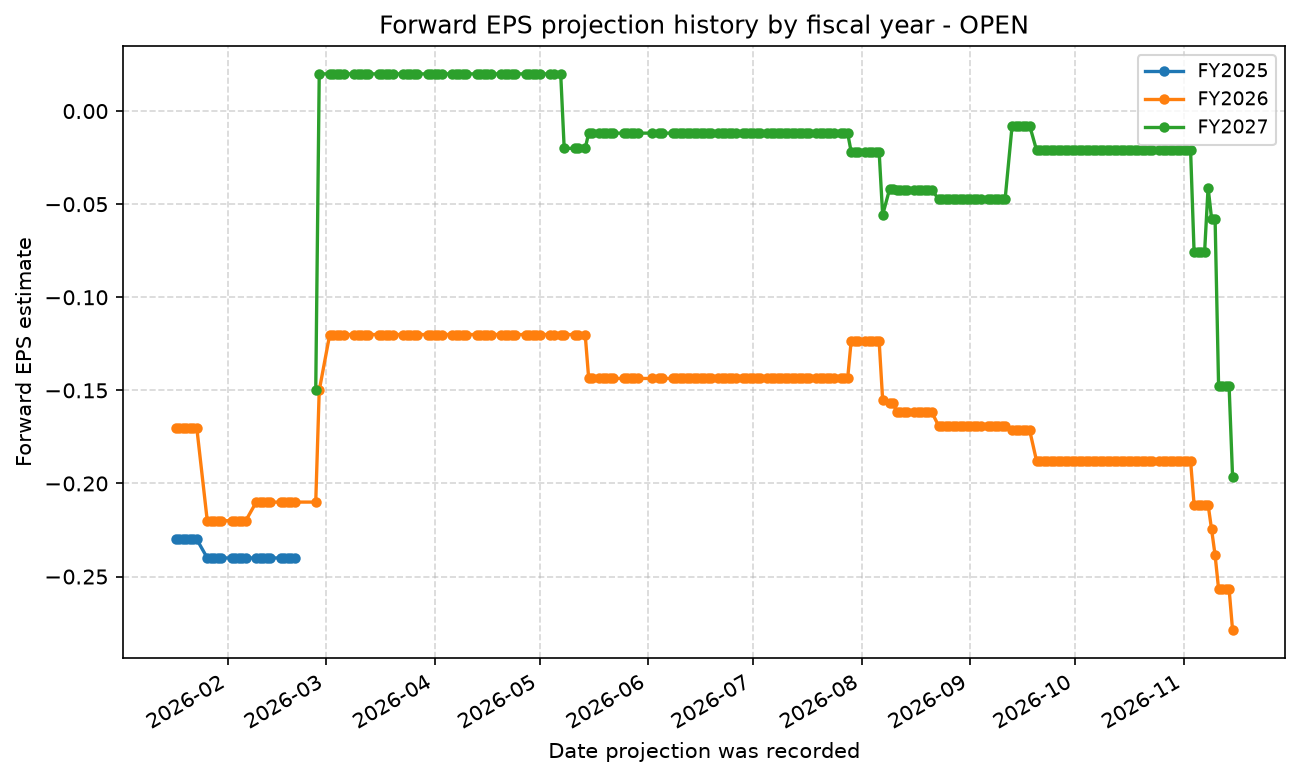 Forward EPS projection history by fiscal year - OPEN
FY2025
FY2026
FY2027
Forward EPS estimate
0.00
−0.05
−0.10
−0.15
−0.20
−0.25
2026-02
2026-03
2026-04
2026-05
2026-06
2026-07
2026-08
2026-09
2026-10
2026-11
Date projection was recorded